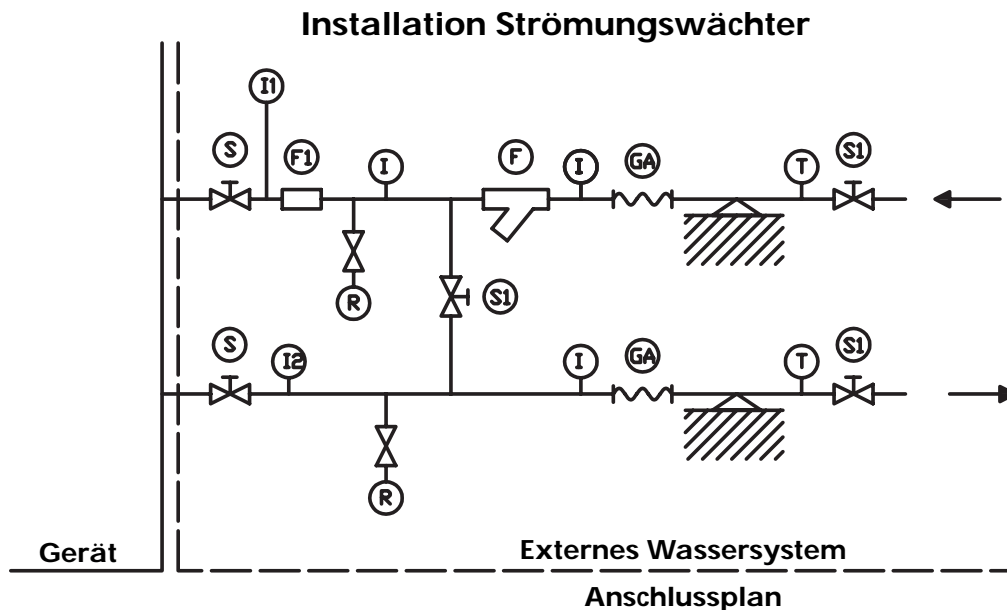 Installation Strömungswächter
I1
S F1 I F I GA T S1
R S1
S I2 I GA T S1
R
Gerät Externes Wassersystem
Anschlussplan